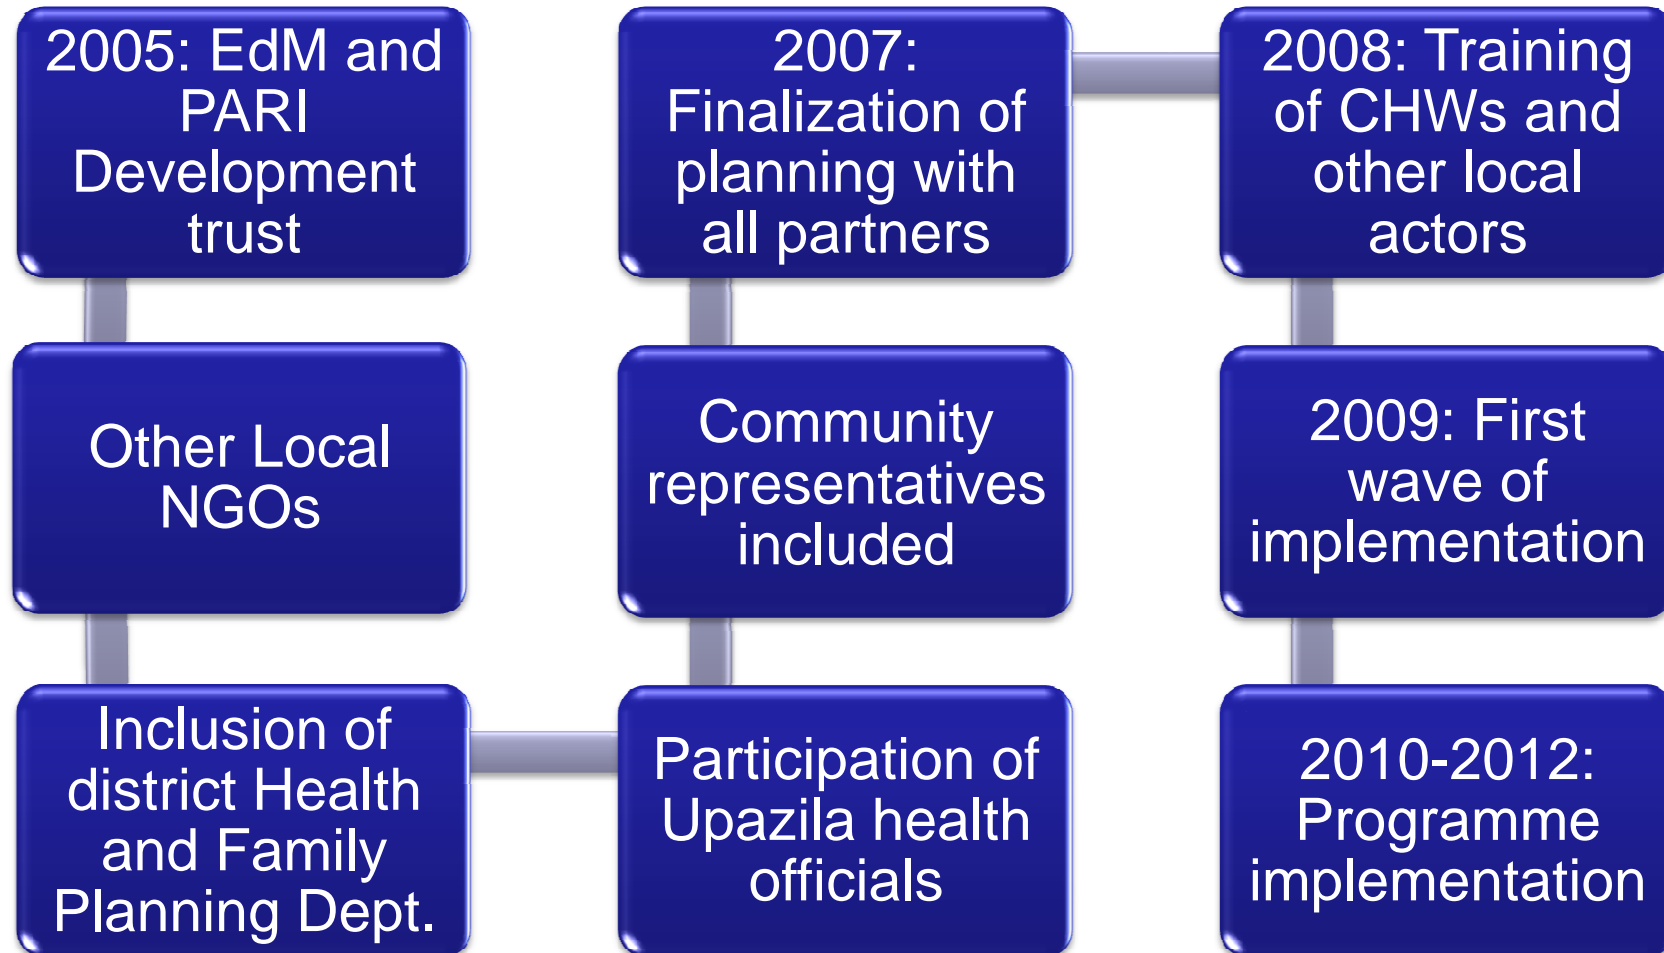 2005: EdM and
PARI
Development
trust
Other Local
NGOs
Inclusion of
district Health
and Family
Planning Dept.
Participation of
Upazila health
officials
Community
representatives
included
2007:
Finalization of
planning with
all partners
2008: Training
of CHWs and
other local
actors
2009: First
wave of
implementation
2010-2012:
Programme
implementation